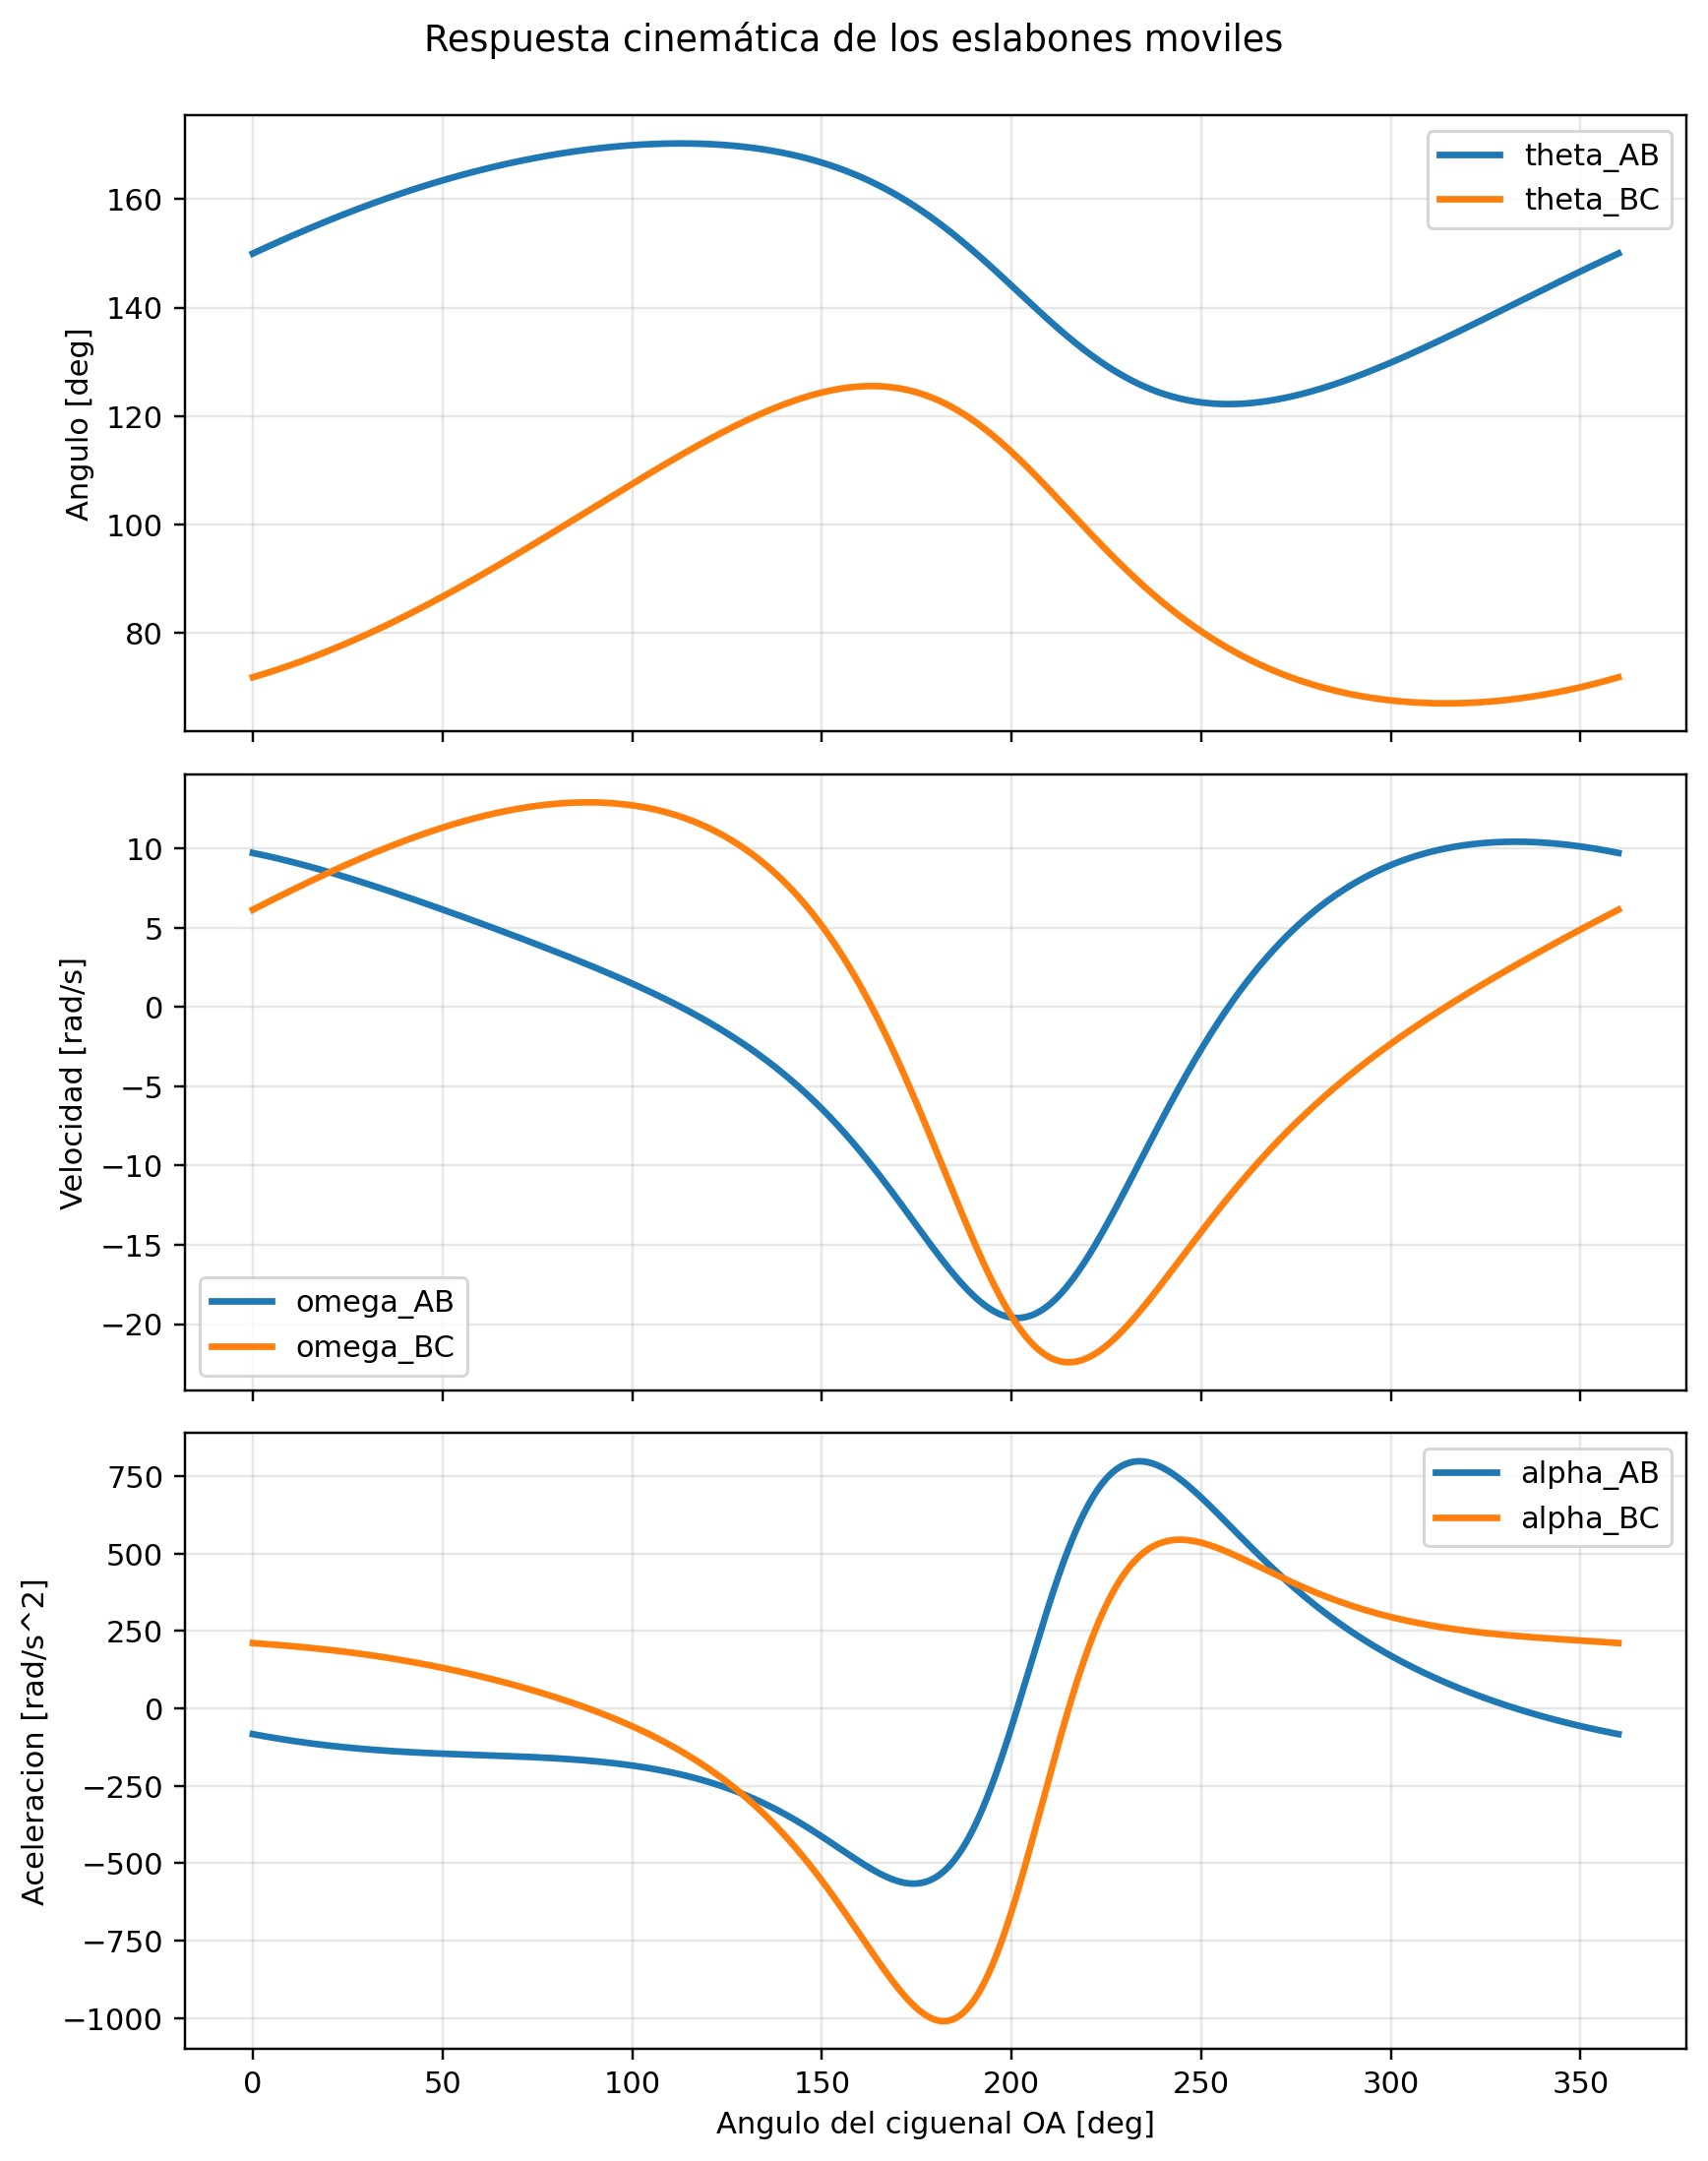 Respuesta cinemática de los eslabones moviles
Angulo [deg]
160
140
120
100
80
theta_AB
theta_BC
Velocidad [rad/s]
10
5
0
−5
−10
−15
−20
omega_AB
omega_BC
Aceleracion [rad/s^2]
750
500
250
0
−250
−500
−750
−1000
alpha_AB
alpha_BC
0 50 100 150 200 250 300 350
Angulo del ciguenal OA [deg]